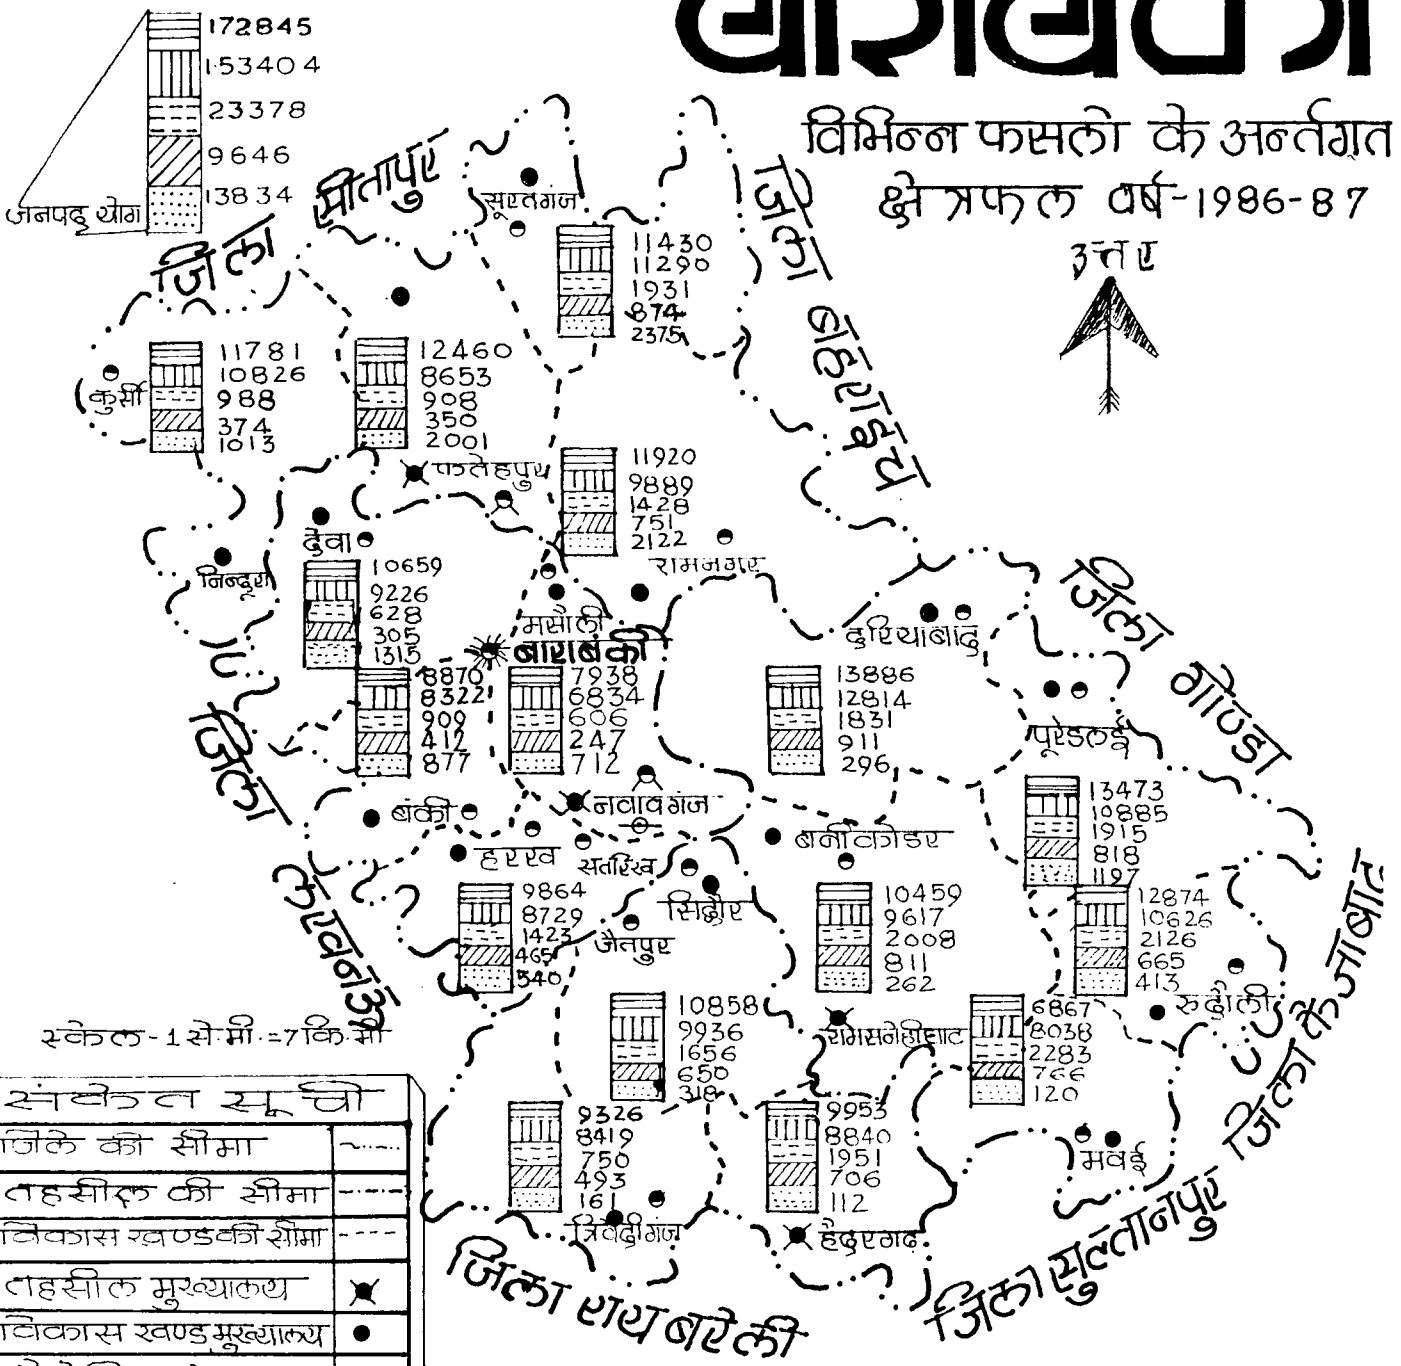 बाराबंकी
विभिन्न फसलो के अर्न्तगत
क्षेत्रफल वर्ष-1986-87
उत्तर
172845
153404
23378
9646
13834
जनपद योग
जिला सीतापुर
जिला बहराइच
सूरतगंज
11430
11290
1931
874
2375
कुर्सी
11781
10826
988
374
1013
12460
8653
908
350
2001
फतेहपुर
11920
9889
1428
751
2122
रामनगर
देवा
निन्दूरा
10659
9226
628
305
1315
मसौली
बाराबंकी
दरियाबाद
जिला गोण्डा
8870
8322
909
412
877
7938
6834
606
247
712
13886
12814
1831
911
296
पूरेडलई
13473
10885
1915
818
1197
बंकी
नवाबगंज
हरख
सतरिख
सिद्धौर
बनीकोडर
जिला लखनऊ
9864
8729
1423
465
540
जैतपुर
10459
9617
2008
811
262
12874
10626
2126
665
413
रुदौली
जिला फैजाबाद
10858
9936
1656
650
318
रामसनेहीघाट
6867
8038
2283
766
120
मवई
9326
8419
750
493
161
त्रिवेदीगंज
9953
8840
1951
706
112
हैदरगढ़
जिला राय बरेली
जिला सुल्तानपुर
स्केल-1 से.मी.=7 कि.मी
संकेत सूची
जिले की सीमा
तहसील की सीमा
विकास खण्ड की सीमा
तहसील मुख्यालय
विकास खण्ड मुख्यालय